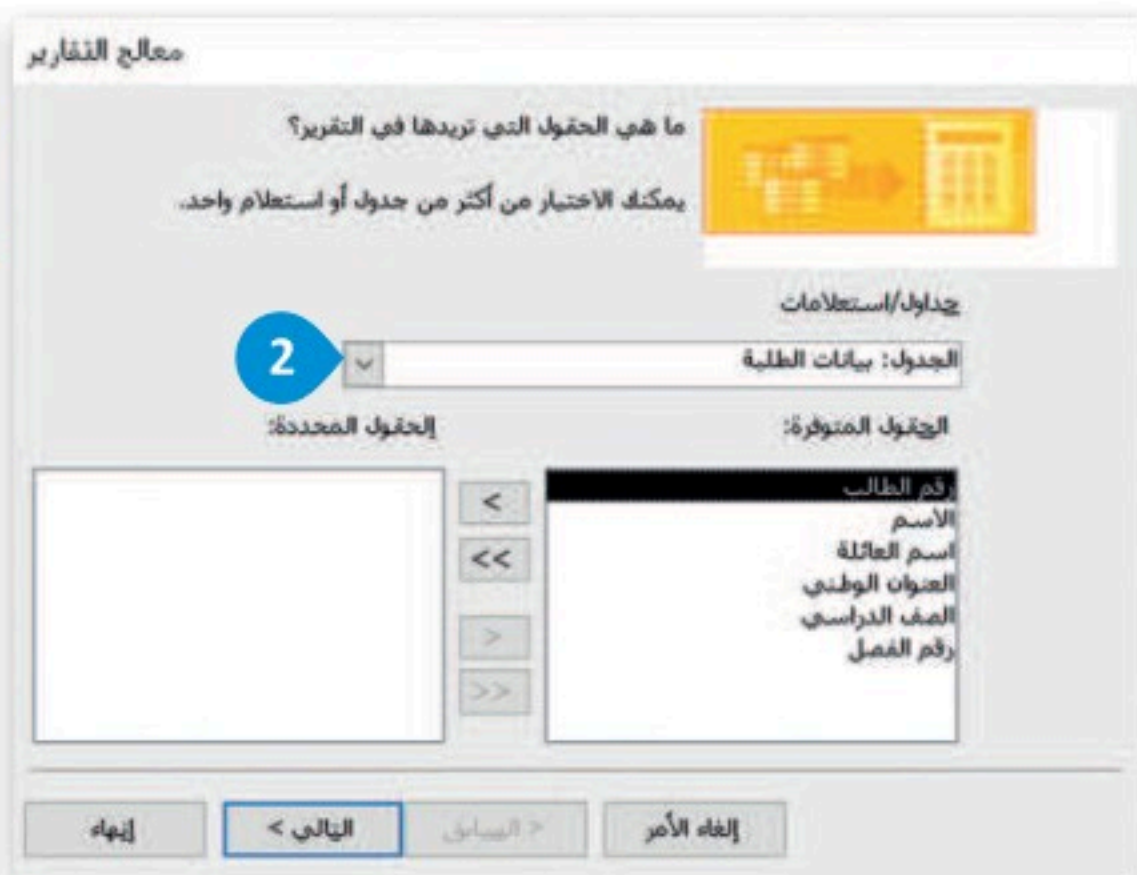 معالج التقارير
ما هي الحقول التي تريدها في التقرير؟
يمكنك الاختيار من أكثر من جدول أو استعلام واحد.
جداول/استعلامات
الجدول: بيانات الطلبة
2
الحقول المتوفرة:
الحقول المحددة:
رقم الطالب
الاسم
اسم العائلة
العنوان الوطني
الصف الدراسي
رقم الفصل
<
<<
>
>>
إلغاء الأمر
< السابق
التالي >
إنهاء